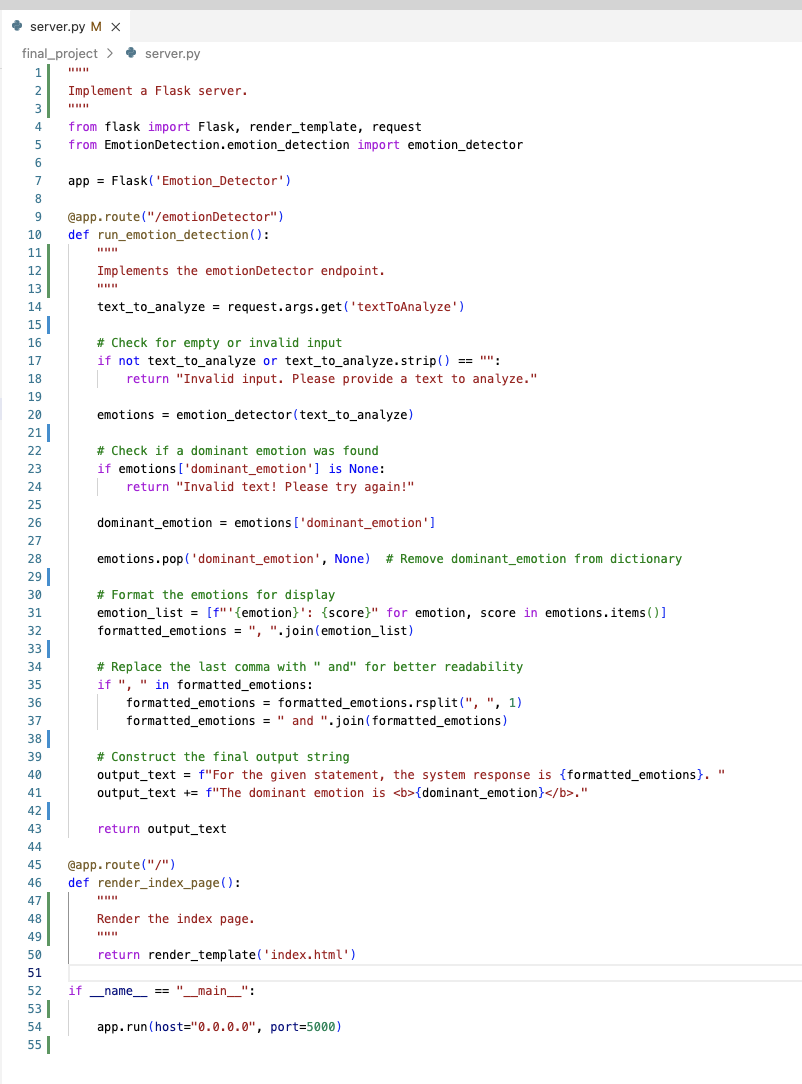 server.py M ×
final_project > server.py
1 """
2 Implement a Flask server.
3 """
4 from flask import Flask, render_template, request
5 from EmotionDetection.emotion_detection import emotion_detector
6
7 app = Flask('Emotion_Detector')
8
9 @app.route("/emotionDetector")
10 def run_emotion_detection():
11     """
12     Implements the emotionDetector endpoint.
13     """
14     text_to_analyze = request.args.get('textToAnalyze')
15
16     # Check for empty or invalid input
17     if not text_to_analyze or text_to_analyze.strip() == "":
18         return "Invalid input. Please provide a text to analyze."
19
20     emotions = emotion_detector(text_to_analyze)
21
22     # Check if a dominant emotion was found
23     if emotions['dominant_emotion'] is None:
24         return "Invalid text! Please try again!"
25
26     dominant_emotion = emotions['dominant_emotion']
27
28     emotions.pop('dominant_emotion', None)  # Remove dominant_emotion from dictionary
29
30     # Format the emotions for display
31     emotion_list = [f"'{emotion}': {score}" for emotion, score in emotions.items()]
32     formatted_emotions = ", ".join(emotion_list)
33
34     # Replace the last comma with " and" for better readability
35     if ", " in formatted_emotions:
36         formatted_emotions = formatted_emotions.rsplit(", ", 1)
37         formatted_emotions = " and ".join(formatted_emotions)
38
39     # Construct the final output string
40     output_text = f"For the given statement, the system response is {formatted_emotions}. "
41     output_text += f"The dominant emotion is <b>{dominant_emotion}</b>."
42
43     return output_text
44
45 @app.route("/")
46 def render_index_page():
47     """
48     Render the index page.
49     """
50     return render_template('index.html')
51
52 if __name__ == "__main__":
53
54     app.run(host="0.0.0.0", port=5000)
55